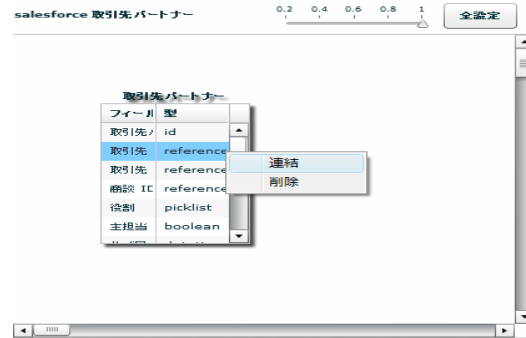 salesforce 取引先パートナー
0.2 0.4 0.6 0.8 1
全設定
取引先パートナー
フィール 型
取引先 id
取引先 reference
連結
取引先 reference
削除
商談 IC reference
役割 picklist
主担当 boolean